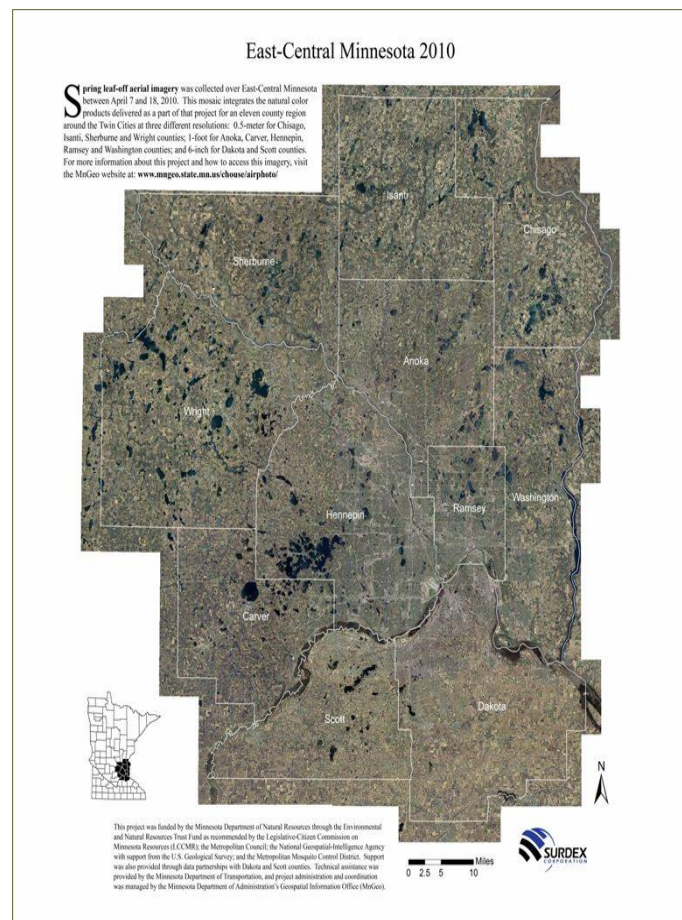 East-Central Minnesota 2010
Spring leaf-off aerial imagery was collected over East-Central Minnesota
between April 7 and 18, 2010. This mosaic integrates the natural color
products delivered as a part of that project for an eleven county region
around the Twin Cities at three different resolutions: 0.5-meter for Chisago,
Isanti, Sherburne and Wright counties; 1-foot for Anoka, Carver, Hennepin,
Ramsey and Washington counties; and 6-inch for Dakota and Scott counties.
For more information about this project and how to access this imagery, visit
the MnGeo website at: www.mngeo.state.mn.us/chouse/airphoto/
Isanti
Chisago
Sherburne
Anoka
Wright
Hennepin
Ramsey
Washington
Carver
Scott
Dakota
N
This project was funded by the Minnesota Department of Natural Resources through the Environmental
and Natural Resources Trust Fund as recommended by the Legislative-Citizen Commission on
Minnesota Resources (LCCMR); the Metropolitan Council; the National Geospatial-Intelligence Agency
with support from the U.S. Geological Survey; and the Metropolitan Mosquito Control District. Support
was also provided through data partnerships with Dakota and Scott counties. Technical assistance was
provided by the Minnesota Department of Transportation, and project administration and coordination
was managed by the Minnesota Department of Administration's Geospatial Information Office (MnGeo).
Miles
0 2.5 5 10
SURDEX
CORPORATION